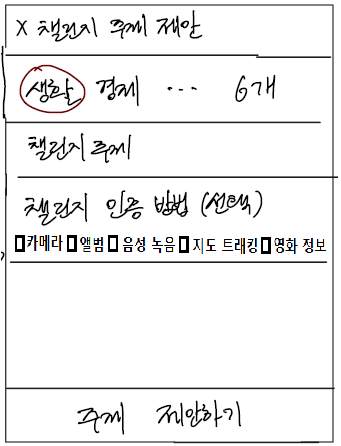 X 챌린지 주제 제안
생활 경제 ... 6개
챌린지 주제
챌린지 인증 방법 (선택)
카메라 앨범 음성 녹음 지도 트래킹 영화 정보
주제 제안하기